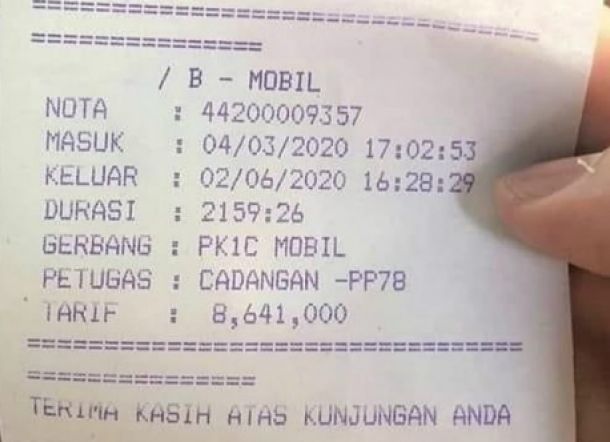 =================================
===============
/ B - MOBIL
NOTA : 44200009357
MASUK : 04/03/2020 17:02:53
KELUAR : 02/06/2020 16:28:29
DURASI : 2159:26
GERBANG : PK1C MOBIL
PETUGAS : CADANGAN -PP78
TARIF : 8,641,000
=================================
===============
TERIMA KASIH ATAS KUNJUNGAN ANDA